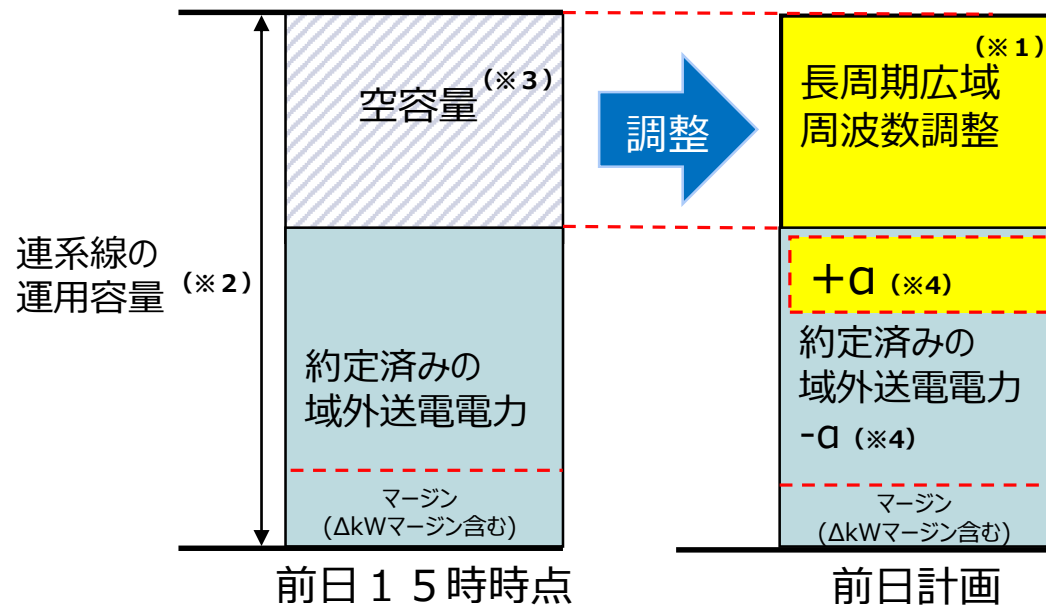 空容量(※3)
連系線の
運用容量(※2)
約定済みの
域外送電電力
マージン
(ΔkWマージン含む)
前日15時時点
調整
(※1)
長周期広域
周波数調整
+α(※4)
約定済みの
域外送電電力
-α(※4)
マージン
(ΔkWマージン含む)
前日計画